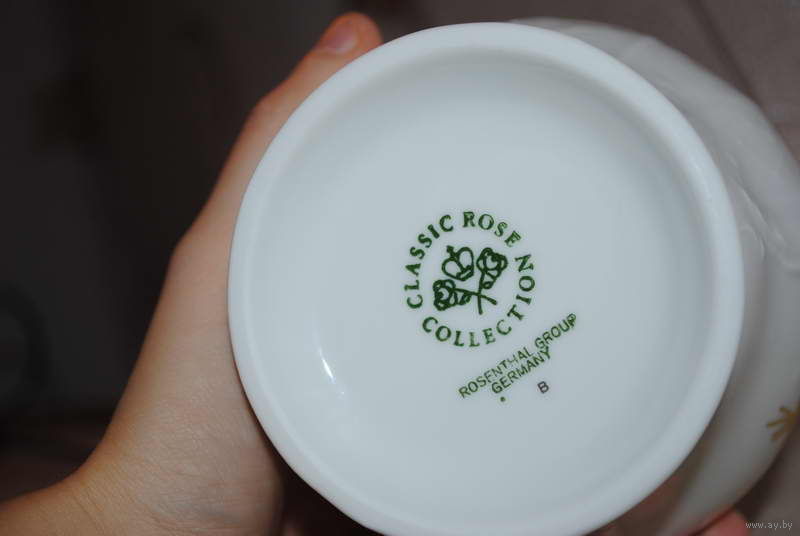 CLASSIC ROSE
COLLECTION
ROSENTHAL GROUP
GERMANY
B
www.ay.by